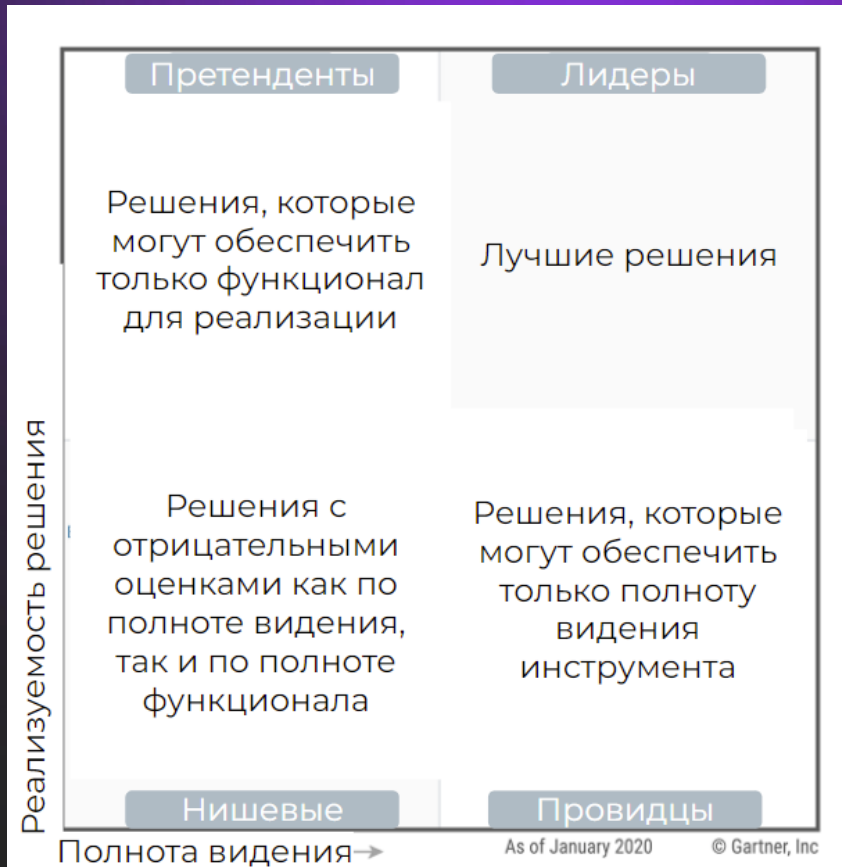 Претенденты
Лидеры
Решения, которые
могут обеспечить
только функционал
для реализации
Лучшие решения
Реализуемость решения
Решения с
отрицательными
оценками как по
полноте видения,
так и по полноте
функционала
Решения, которые
могут обеспечить
только полноту
видения
инструмента
Нишевые
Провидцы
Полнота видения→
As of January 2020
© Gartner, Inc